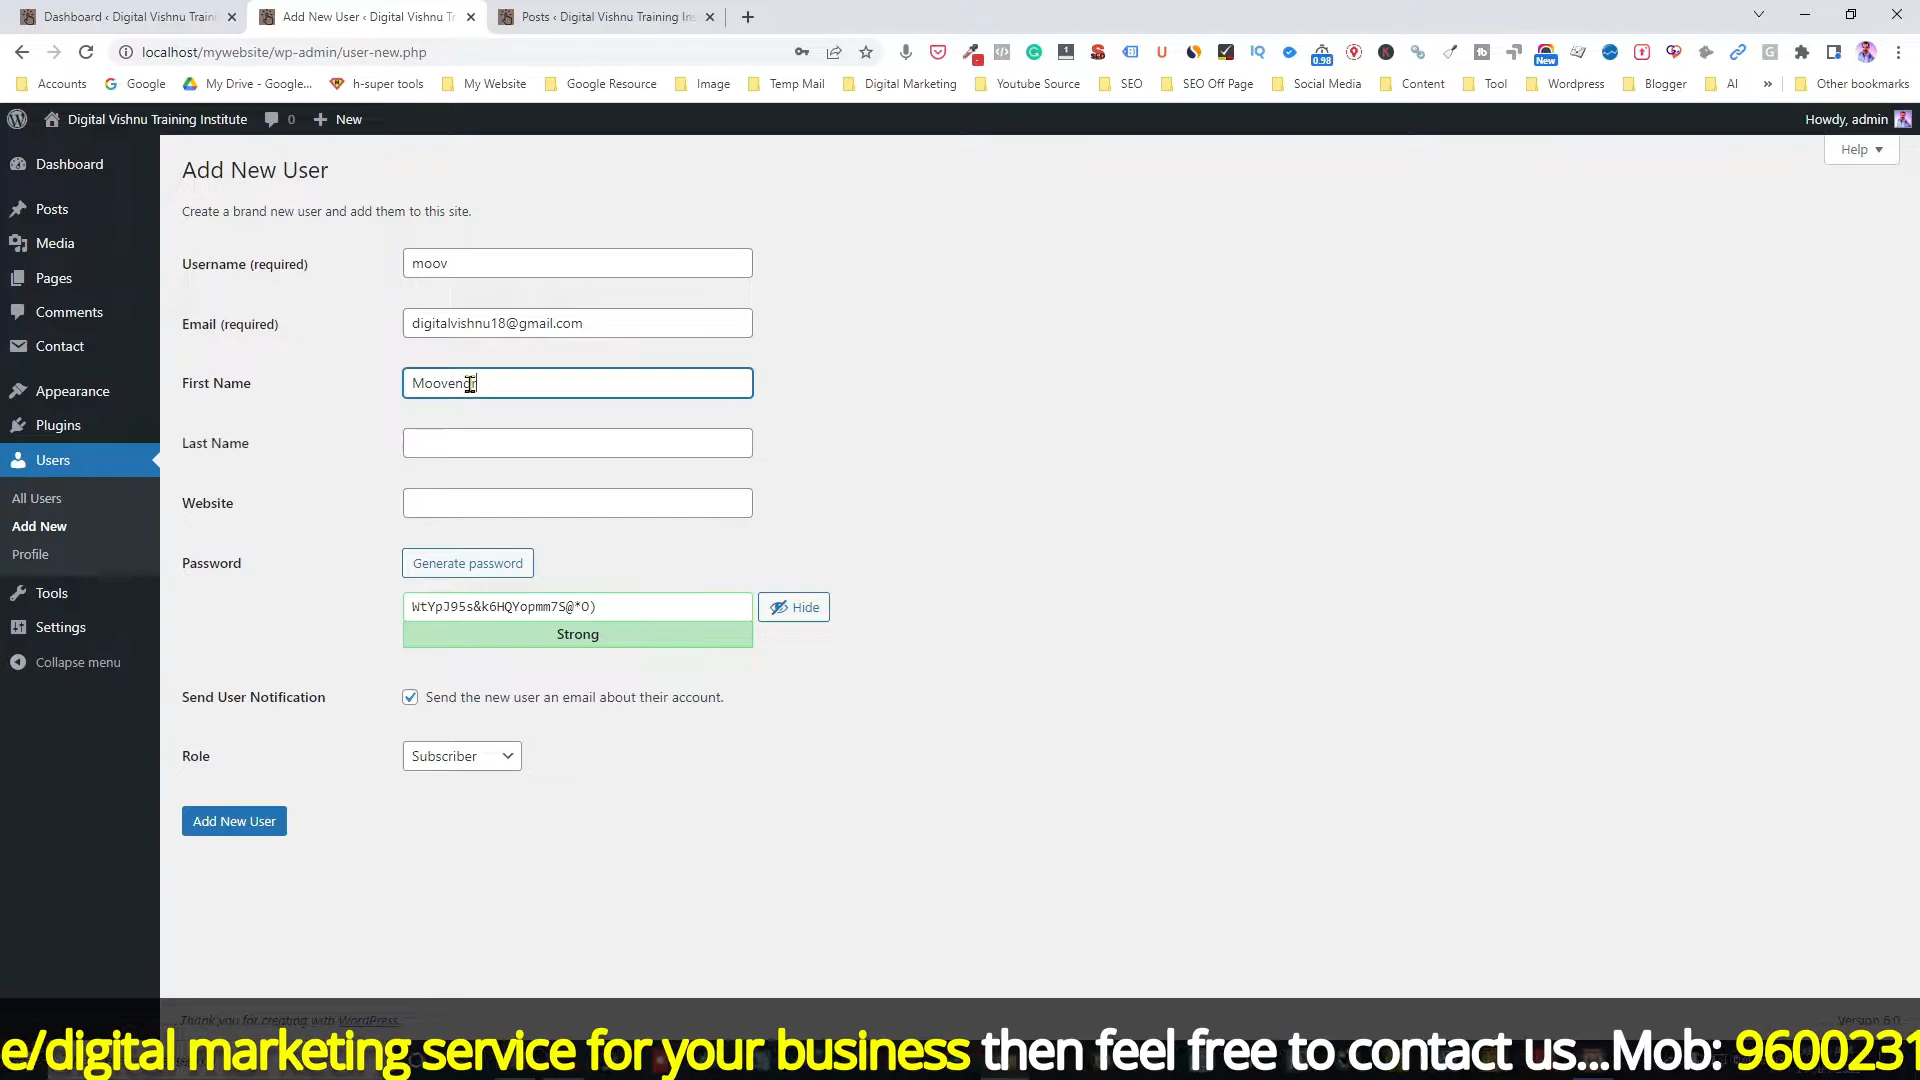 Dashboard ‹ Digital Vishnu Traini
Add New User ‹ Digital Vishnu Tr
Posts ‹ Digital Vishnu Training In
localhost/mywebsite/wp-admin/user-new.php
0.98
New
Accounts
Google
My Drive - Google...
h-super tools
My Website
Google Resource
Image
Temp Mail
Digital Marketing
Youtube Source
SEO
SEO Off Page
Social Media
Content
Tool
Wordpress
Blogger
AI
»
Other bookmarks
Digital Vishnu Training Institute
0
New
Howdy, admin
Help
Dashboard
Posts
Media
Pages
Comments
Contact
Appearance
Plugins
Users
All Users
Add New
Profile
Tools
Settings
Collapse menu
Add New User
Create a brand new user and add them to this site.
Username (required)
moov
Email (required)
digitalvishnu18@gmail.com
First Name
Moovendr
Last Name
Website
Password
Generate password
WtYpJ95s&k6HQYopmm7S@*O)
Hide
Strong
Send User Notification
Send the new user an email about their account.
Role
Subscriber
Add New User
Thank you for creating with WordPress.
Version 6.0
e/digital marketing service for your business then feel free to contact us...Mob: 9600231